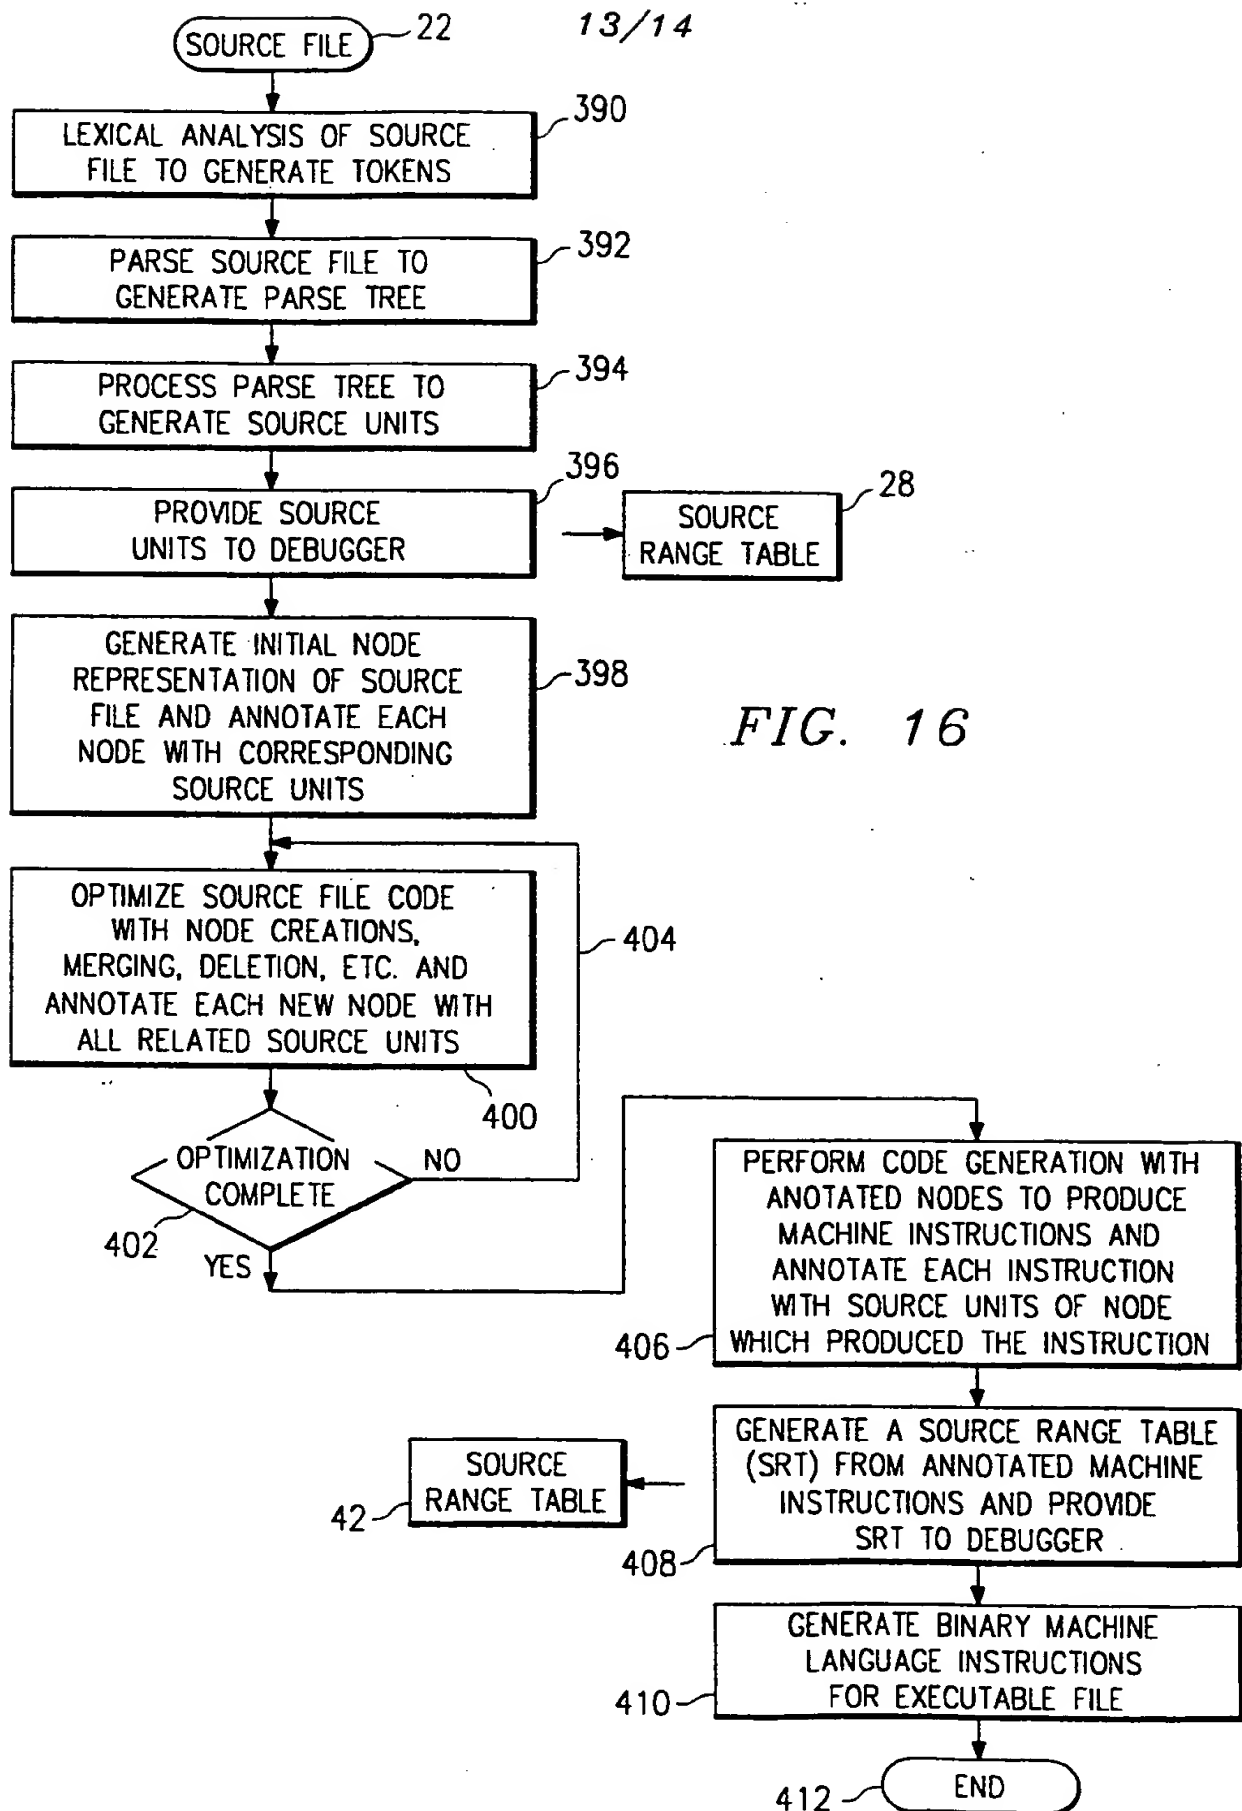 13/14
SOURCE FILE
22
390
LEXICAL ANALYSIS OF SOURCE
FILE TO GENERATE TOKENS
392
PARSE SOURCE FILE TO
GENERATE PARSE TREE
394
PROCESS PARSE TREE TO
GENERATE SOURCE UNITS
396
PROVIDE SOURCE
UNITS TO DEBUGGER
28
SOURCE
RANGE TABLE
GENERATE INITIAL NODE
REPRESENTATION OF SOURCE
FILE AND ANNOTATE EACH
NODE WITH CORRESPONDING
SOURCE UNITS
398
FIG. 16
OPTIMIZE SOURCE FILE CODE
WITH NODE CREATIONS,
MERGING, DELETION, ETC. AND
ANNOTATE EACH NEW NODE WITH
ALL RELATED SOURCE UNITS
404
400
OPTIMIZATION
COMPLETE
NO
402
YES
PERFORM CODE GENERATION WITH
ANOTATED NODES TO PRODUCE
MACHINE INSTRUCTIONS AND
ANNOTATE EACH INSTRUCTION
WITH SOURCE UNITS OF NODE
WHICH PRODUCED THE INSTRUCTION
406
GENERATE A SOURCE RANGE TABLE
(SRT) FROM ANNOTATED MACHINE
INSTRUCTIONS AND PROVIDE
SRT TO DEBUGGER
408
SOURCE
RANGE TABLE
42
GENERATE BINARY MACHINE
LANGUAGE INSTRUCTIONS
FOR EXECUTABLE FILE
410
END
412